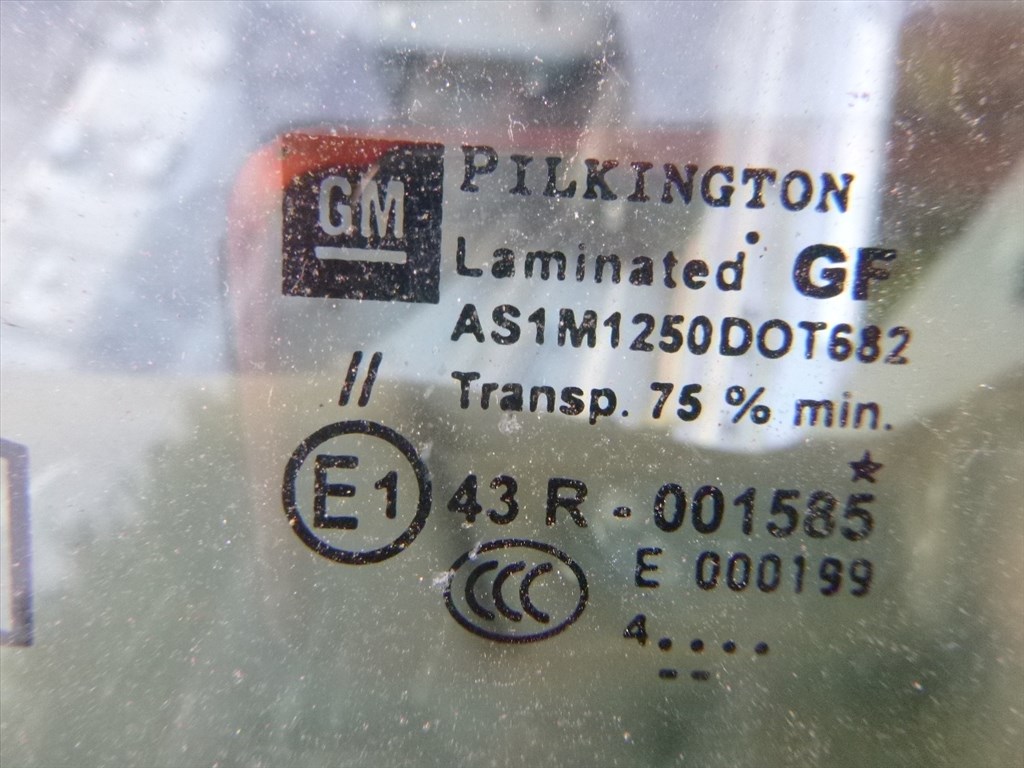 GM
PILKINGTON
Laminated GF
AS1M1250DOT682
Transp. 75 % min.
//
E1 43 R - 001585
CCC E 000199
4....